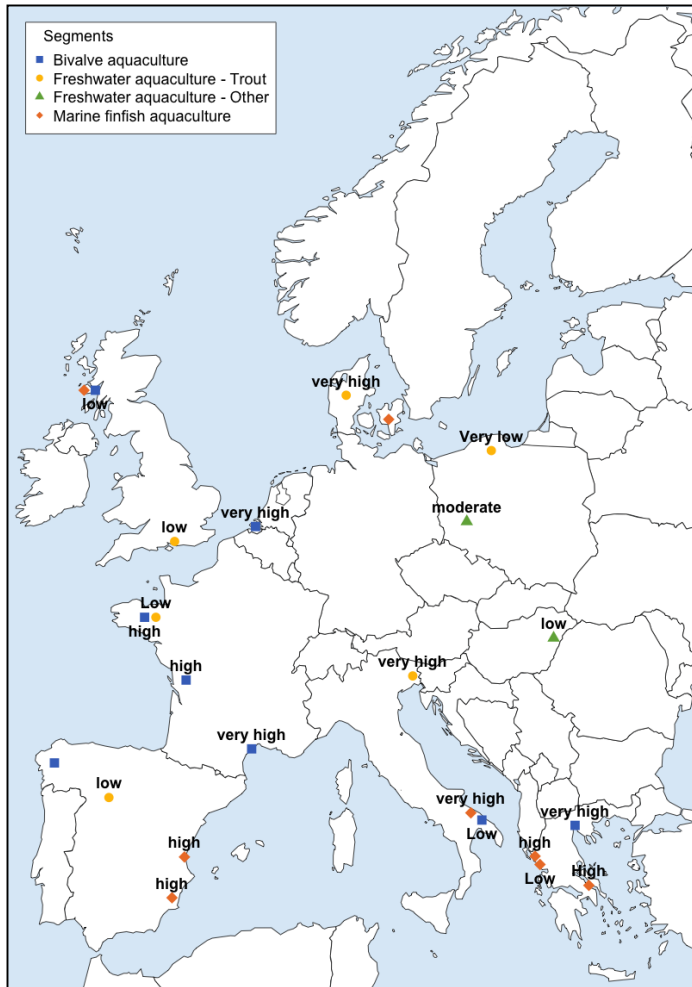 Segments
Bivalve aquaculture
Freshwater aquaculture - Trout
Freshwater aquaculture - Other
Marine finfish aquaculture
very high
low
Very low
very high
moderate
low
Low
high
low
very high
high
very high
low
very high
Low
very high
high
high
Low
High
high